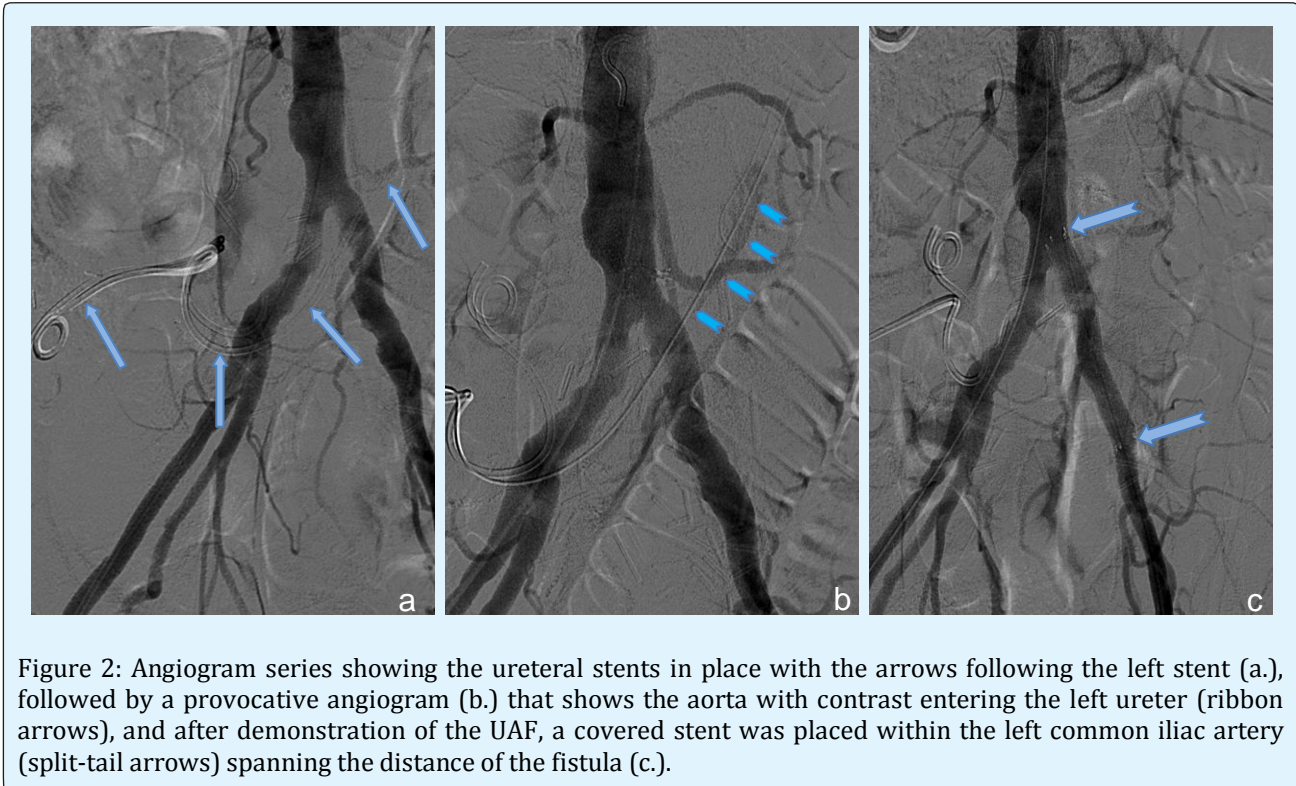 a
b
c
Figure 2: Angiogram series showing the ureteral stents in place with the arrows following the left stent (a.),
followed by a provocative angiogram (b.) that shows the aorta with contrast entering the left ureter (ribbon
arrows), and after demonstration of the UAF, a covered stent was placed within the left common iliac artery
(split-tail arrows) spanning the distance of the fistula (c.).